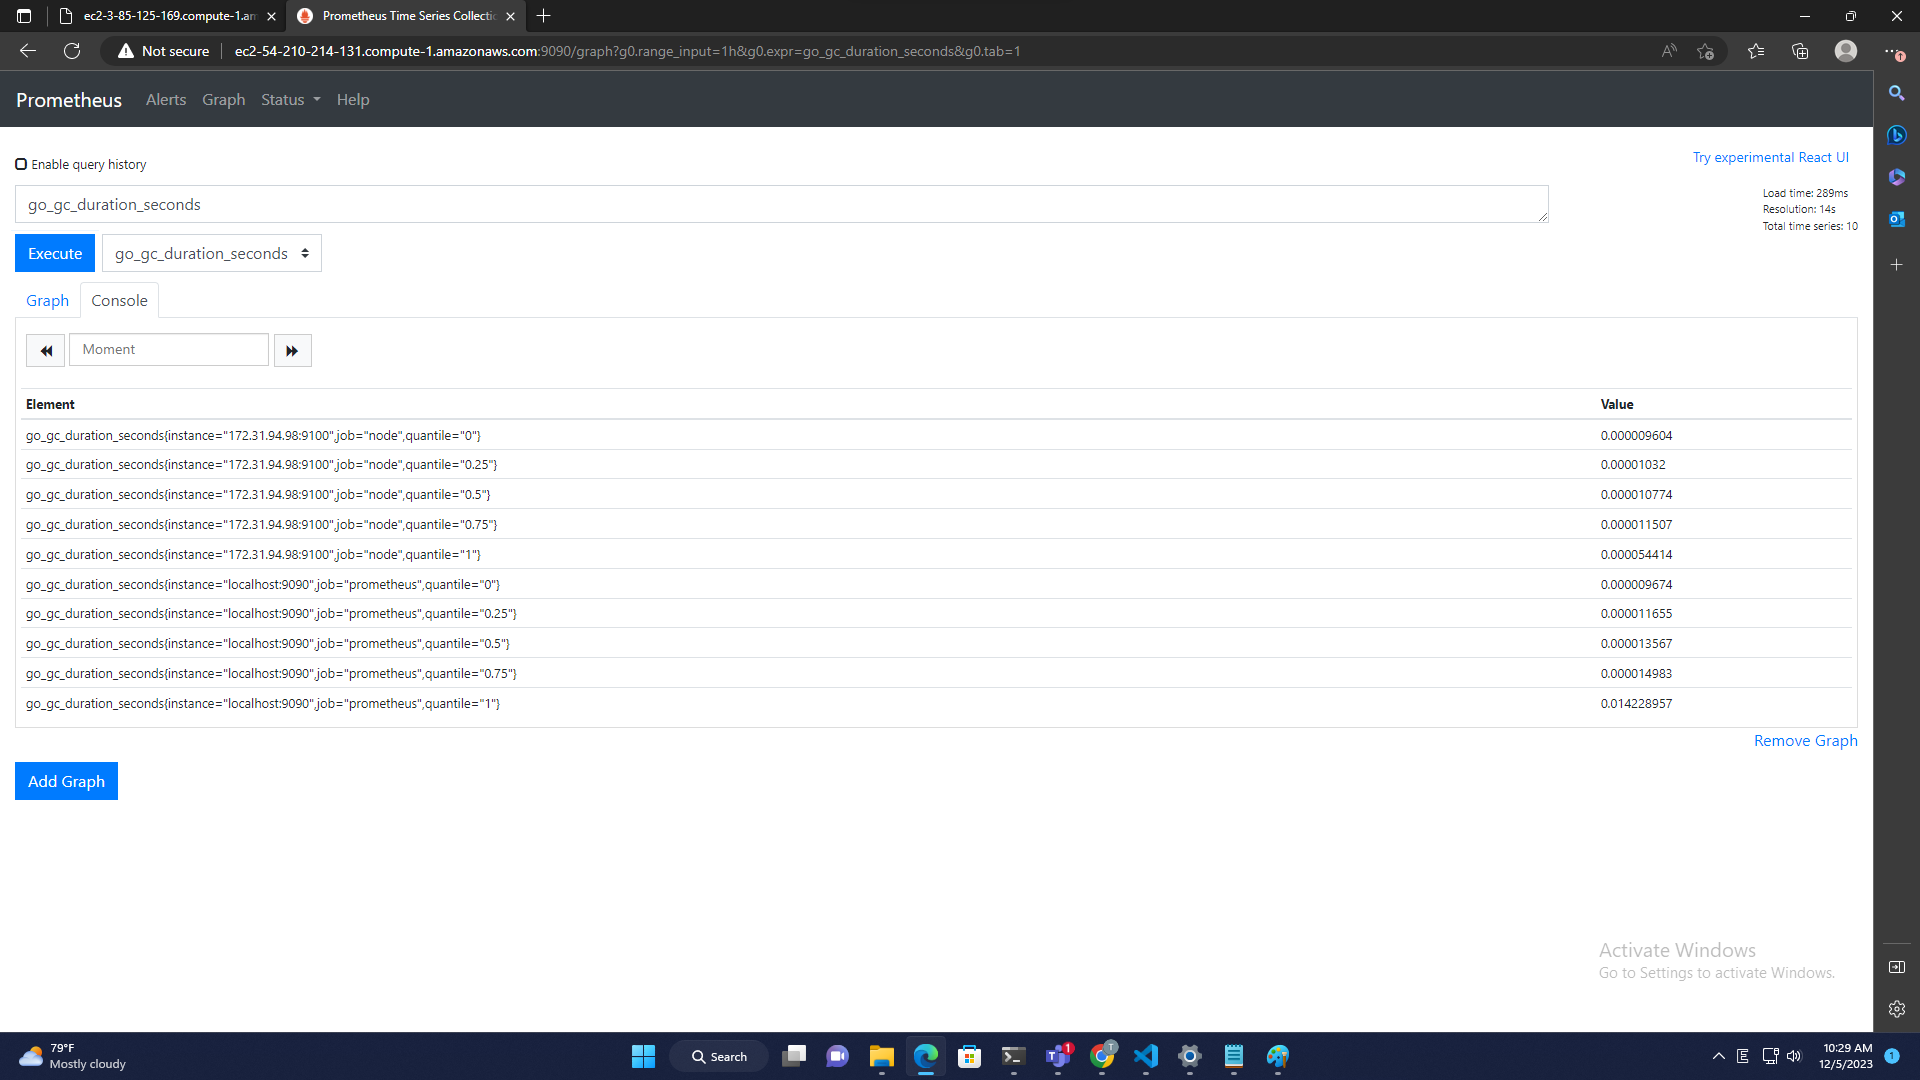 ec2-3-85-125-169.compute-1.am
Prometheus Time Series Collectic
Not secure
ec2-54-210-214-131.compute-1.amazonaws.com:9090/graph?g0.range_input=1h&g0.expr=go_gc_duration_seconds&g0.tab=1
Prometheus Alerts Graph Status Help
Enable query history
Try experimental React UI
go_gc_duration_seconds
Load time: 289ms
Resolution: 14s
Total time series: 10
Execute go_gc_duration_seconds
Graph Console
Moment
Element Value
go_gc_duration_seconds{instance="172.31.94.98:9100",job="node",quantile="0"} 0.000009604
go_gc_duration_seconds{instance="172.31.94.98:9100",job="node",quantile="0.25"} 0.00001032
go_gc_duration_seconds{instance="172.31.94.98:9100",job="node",quantile="0.5"} 0.000010774
go_gc_duration_seconds{instance="172.31.94.98:9100",job="node",quantile="0.75"} 0.000011507
go_gc_duration_seconds{instance="172.31.94.98:9100",job="node",quantile="1"} 0.000054414
go_gc_duration_seconds{instance="localhost:9090",job="prometheus",quantile="0"} 0.000009674
go_gc_duration_seconds{instance="localhost:9090",job="prometheus",quantile="0.25"} 0.000011655
go_gc_duration_seconds{instance="localhost:9090",job="prometheus",quantile="0.5"} 0.000013567
go_gc_duration_seconds{instance="localhost:9090",job="prometheus",quantile="0.75"} 0.000014983
go_gc_duration_seconds{instance="localhost:9090",job="prometheus",quantile="1"} 0.014228957
Remove Graph
Add Graph
Activate Windows
Go to Settings to activate Windows.
79°F
Mostly cloudy
Search
1
T
10:29 AM
12/5/2023
1